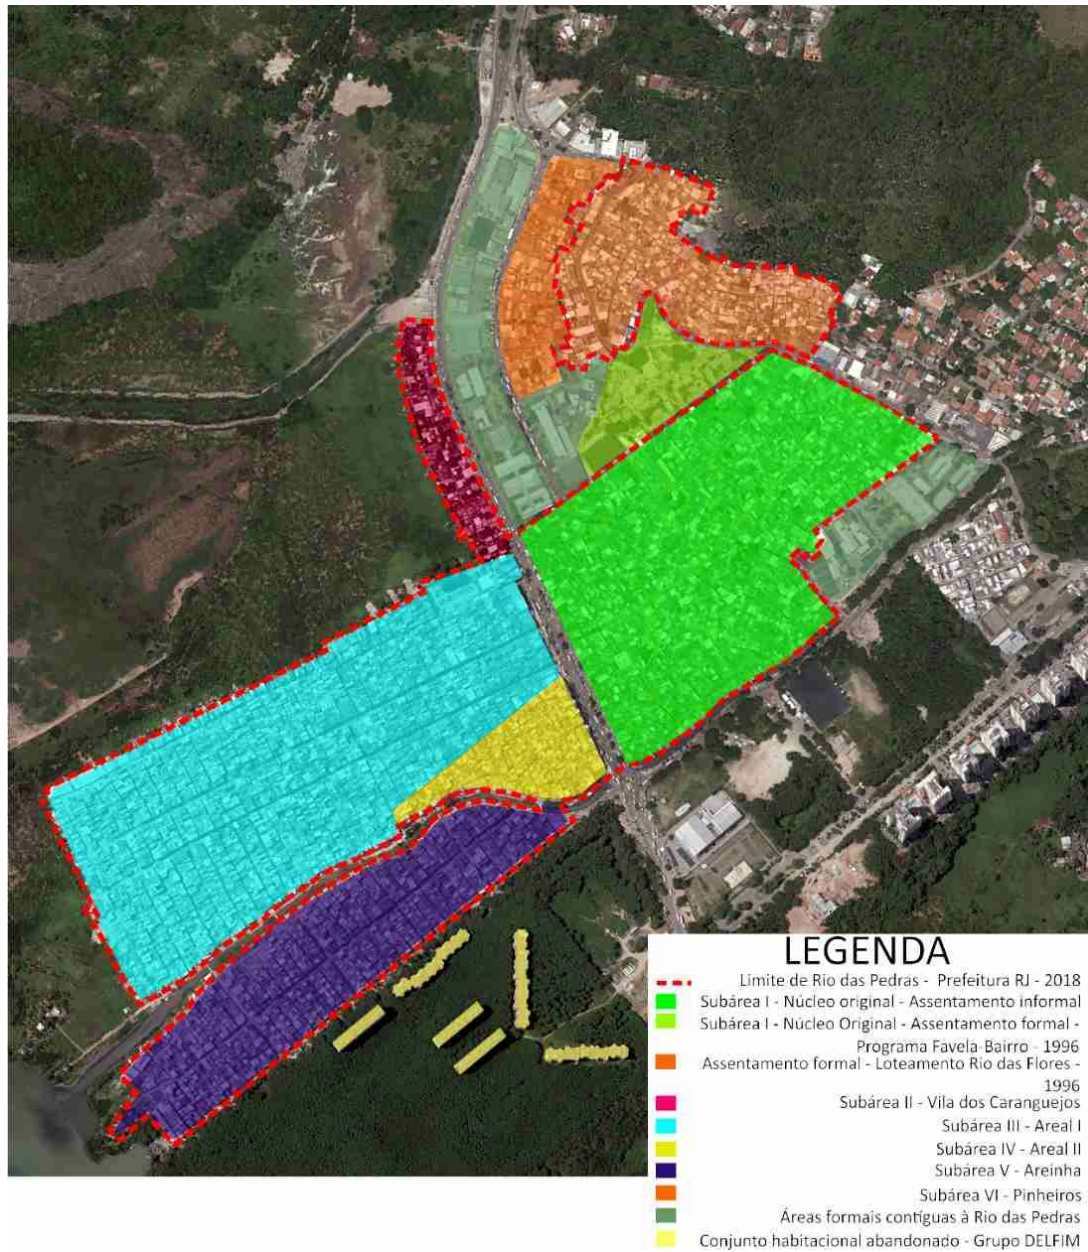 LEGENDA
Limite de Rio das Pedras - Prefeitura RJ - 2018
Subárea I - Núcleo original - Assentamento informal
Subárea I - Núcleo Original - Assentamento formal -
Programa Favela-Bairro - 1996
Assentamento formal - Loteamento Rio das Flores -
1996
Subárea II - Vila dos Caranguejos
Subárea III - Areal I
Subárea IV - Areal II
Subárea V - Areinha
Subárea VI - Pinheiros
Áreas formais contíguas à Rio das Pedras
Conjunto habitacional abandonado - Grupo DELFIM